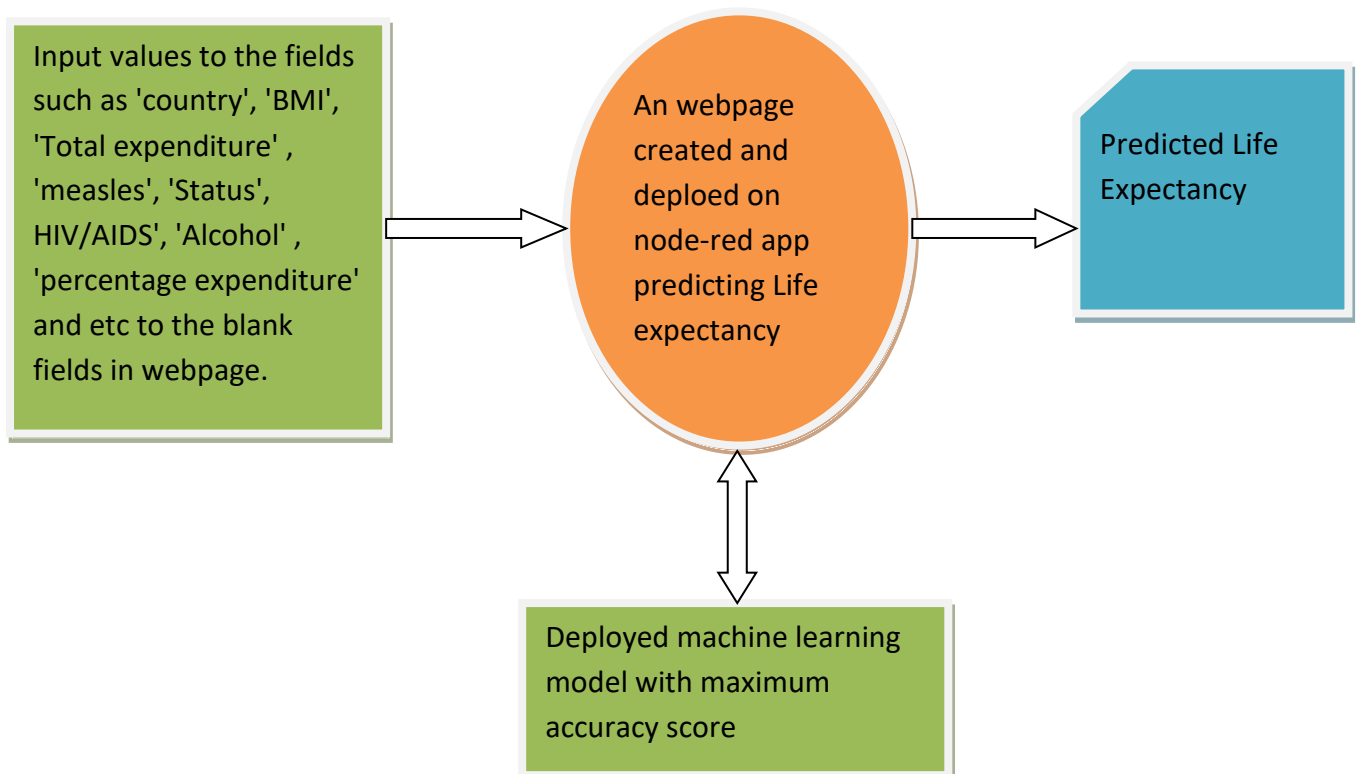 Input values to the fields
such as 'country', 'BMI',
'Total expenditure' ,
'measles', 'Status',
HIV/AIDS', 'Alcohol' ,
'percentage expenditure'
and etc to the blank
fields in webpage.
An webpage
created and
deploed on
node-red app
predicting Life
expectancy
Predicted Life
Expectancy
Deployed machine learning
model with maximum
accuracy score